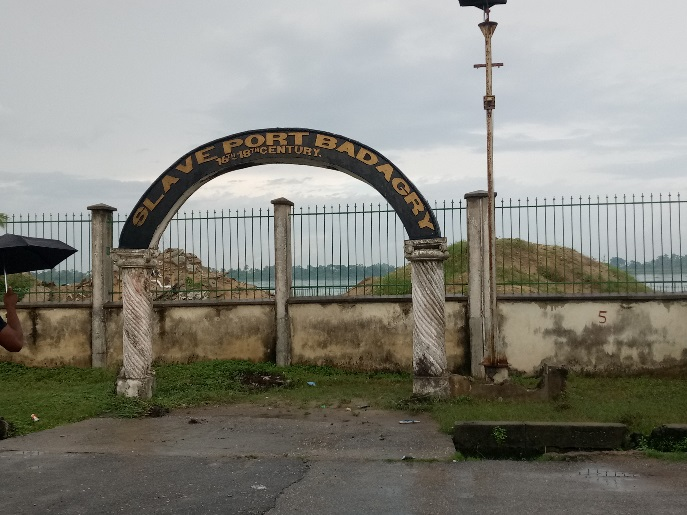 SLAVE PORT BADAGRY
16TH-18TH CENTURY.
5